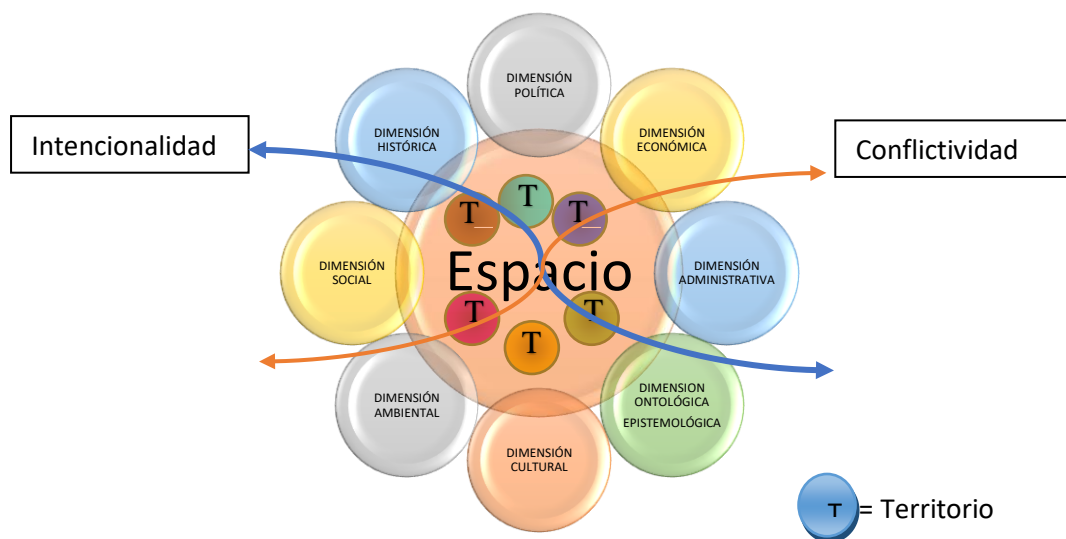 DIMENSIÓN
POLÍTICA
DIMENSIÓN
HISTÓRICA
DIMENSIÓN
ECONÓMICA
Intencionalidad
Conflictividad
T
T
T
DIMENSIÓN
SOCIAL
Espacio
DIMENSIÓN
ADMINISTRATIVA
T
T
T
DIMENSIÓN
AMBIENTAL
DIMENSION
ONTOLÓGICA
EPISTEMOLÓGICA
DIMENSIÓN
CULTURAL
T = Territorio